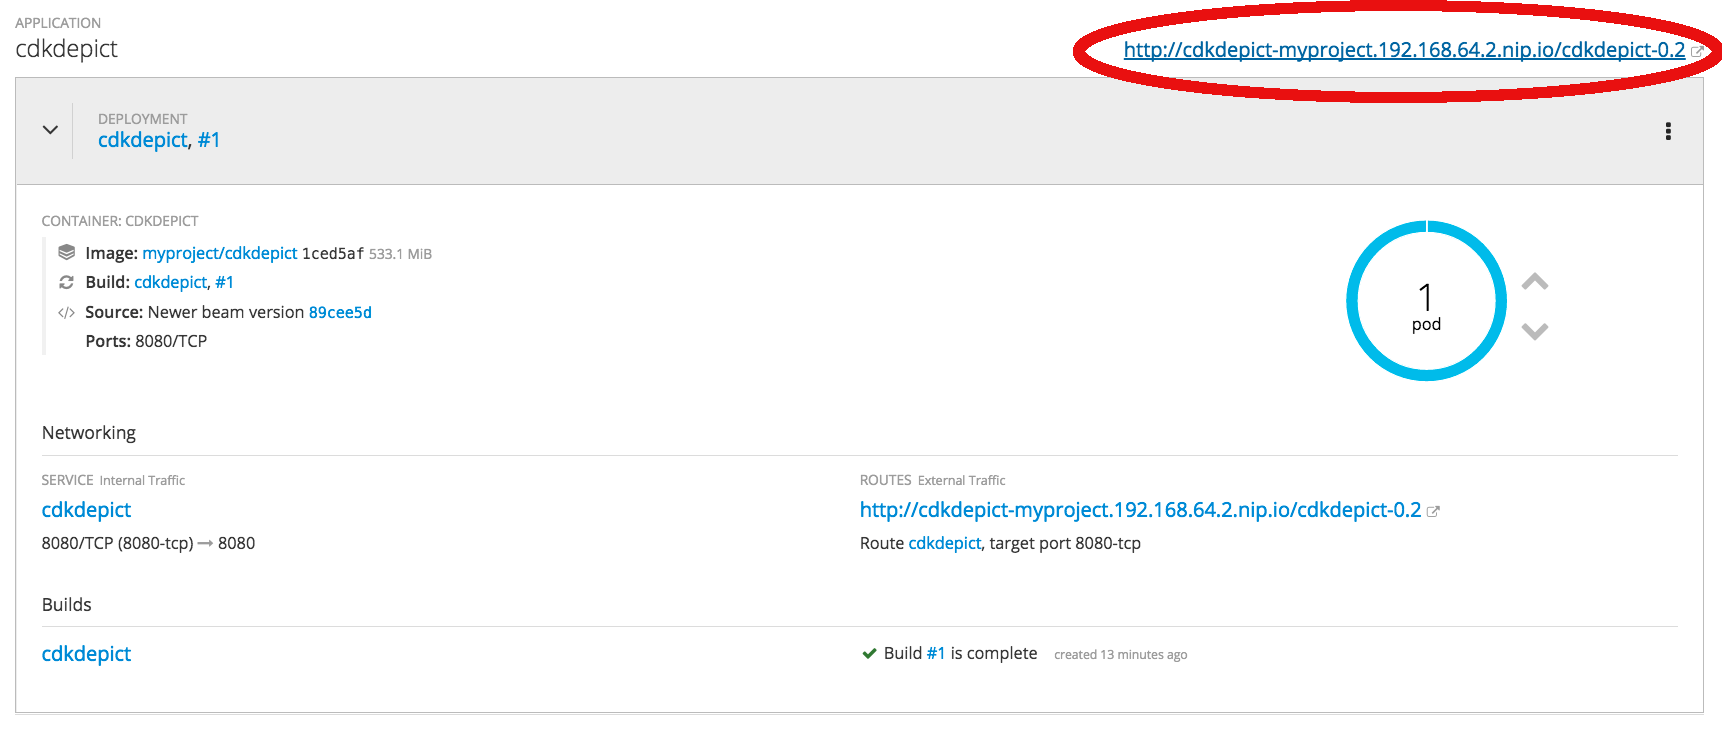 APPLICATION
cdkdepict
http://cdkdepict-myproject.192.168.64.2.nip.io/cdkdepict-0.2
DEPLOYMENT
cdkdepict, #1
CONTAINER: CDKDEPICT
Image: myproject/cdkdepict 1ced5af 533.1 MiB
Build: cdkdepict, #1
</> Source: Newer beam version 89cee5d
Ports: 8080/TCP
1
pod
Networking
SERVICE Internal Traffic
cdkdepict
8080/TCP (8080-tcp) → 8080
ROUTES External Traffic
http://cdkdepict-myproject.192.168.64.2.nip.io/cdkdepict-0.2
Route cdkdepict, target port 8080-tcp
Builds
cdkdepict
Build #1 is complete created 13 minutes ago